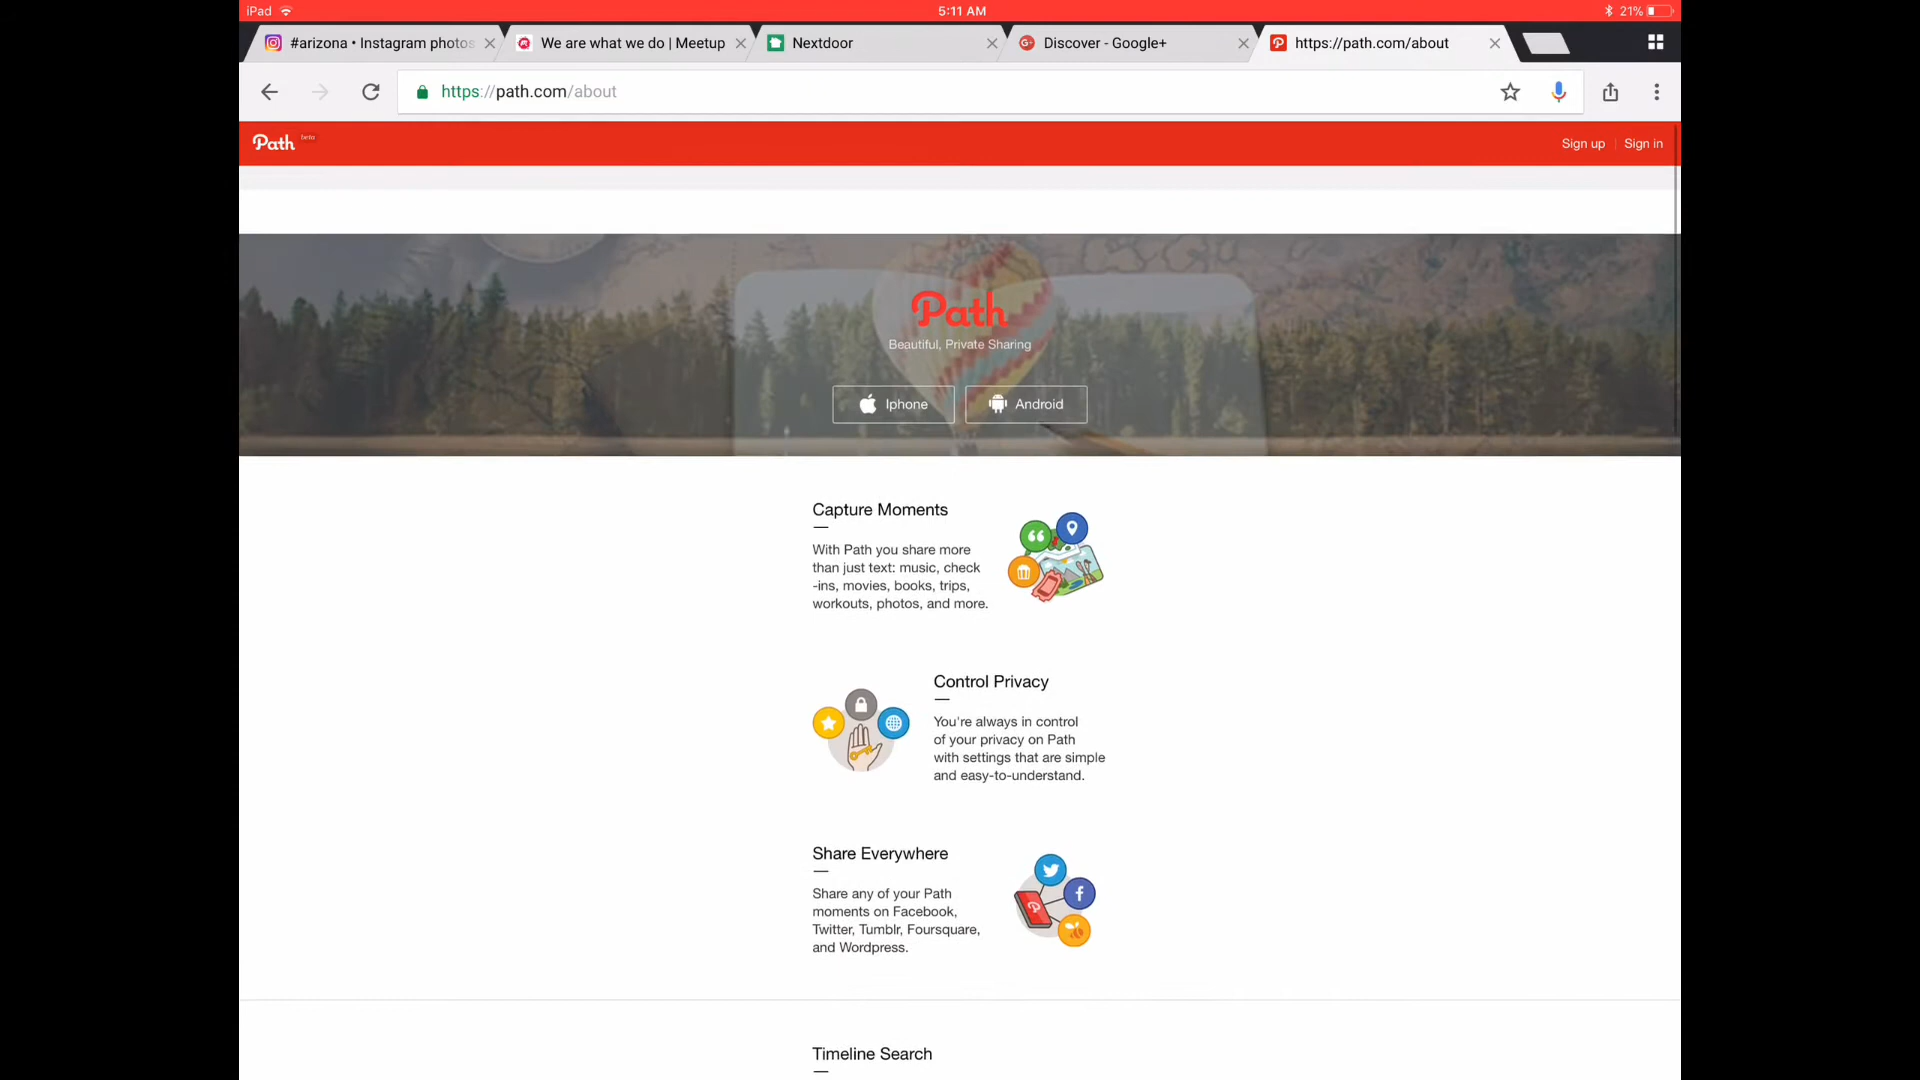 iPad
5:11 AM
21%
#arizona • Instagram photos
We are what we do | Meetup
Nextdoor
Discover - Google+
https://path.com/about
https://path.com/about
Path beta
Sign up
Sign in
Path
Beautiful, Private Sharing
Iphone
Android
Capture Moments
With Path you share more
than just text: music, check
-ins, movies, books, trips,
workouts, photos, and more.
Control Privacy
You're always in control
of your privacy on Path
with settings that are simple
and easy-to-understand.
Share Everywhere
Share any of your Path
moments on Facebook,
Twitter, Tumblr, Foursquare,
and Wordpress.
Timeline Search